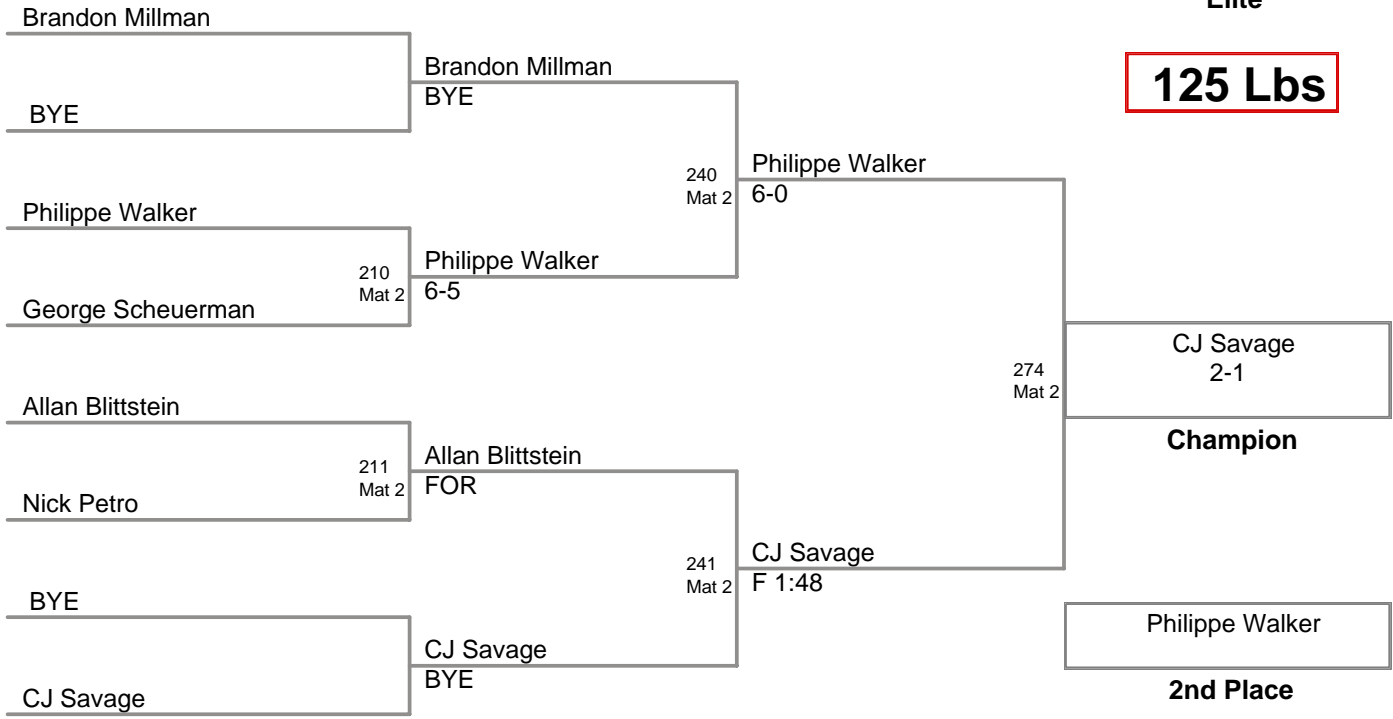 Elite
125 Lbs
Brandon Millman
BYE
Philippe Walker
George Scheuerman
Allan Blittstein
Nick Petro
BYE
CJ Savage
210
Mat 2
211
Mat 2
Brandon Millman
BYE
Philippe Walker
6-5
Allan Blittstein
FOR
CJ Savage
BYE
240
Mat 2
241
Mat 2
Philippe Walker
6-0
CJ Savage
F 1:48
274
Mat 2
CJ Savage
2-1
Champion
Philippe Walker
2nd Place